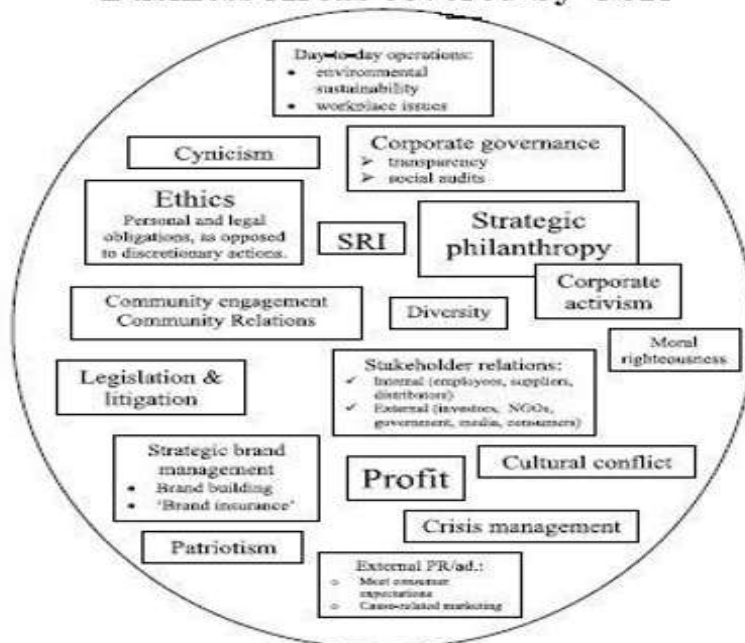 Day-to-day operations:
• environmental
sustainability
• workplace issues
Cynicism
Corporate governance
➢ transparency
➢ social audits
Ethics
Personal and legal
obligations, as opposed
to discretionary actions.
SRI
Strategic
philanthropy
Corporate
activism
Community engagement
Community Relations
Diversity
Moral
righteousness
Legislation &
litigation
Stakeholder relations:
✓ Internal (employees, suppliers,
distributors)
✓ External (investors, NGOs,
government, media, consumers)
Strategic brand
management
• Brand building
• 'Brand insurance'
Profit
Cultural conflict
Crisis management
Patriotism
External PR/ad.:
○ Meet consumer
expectations
○ Cause-related marketing